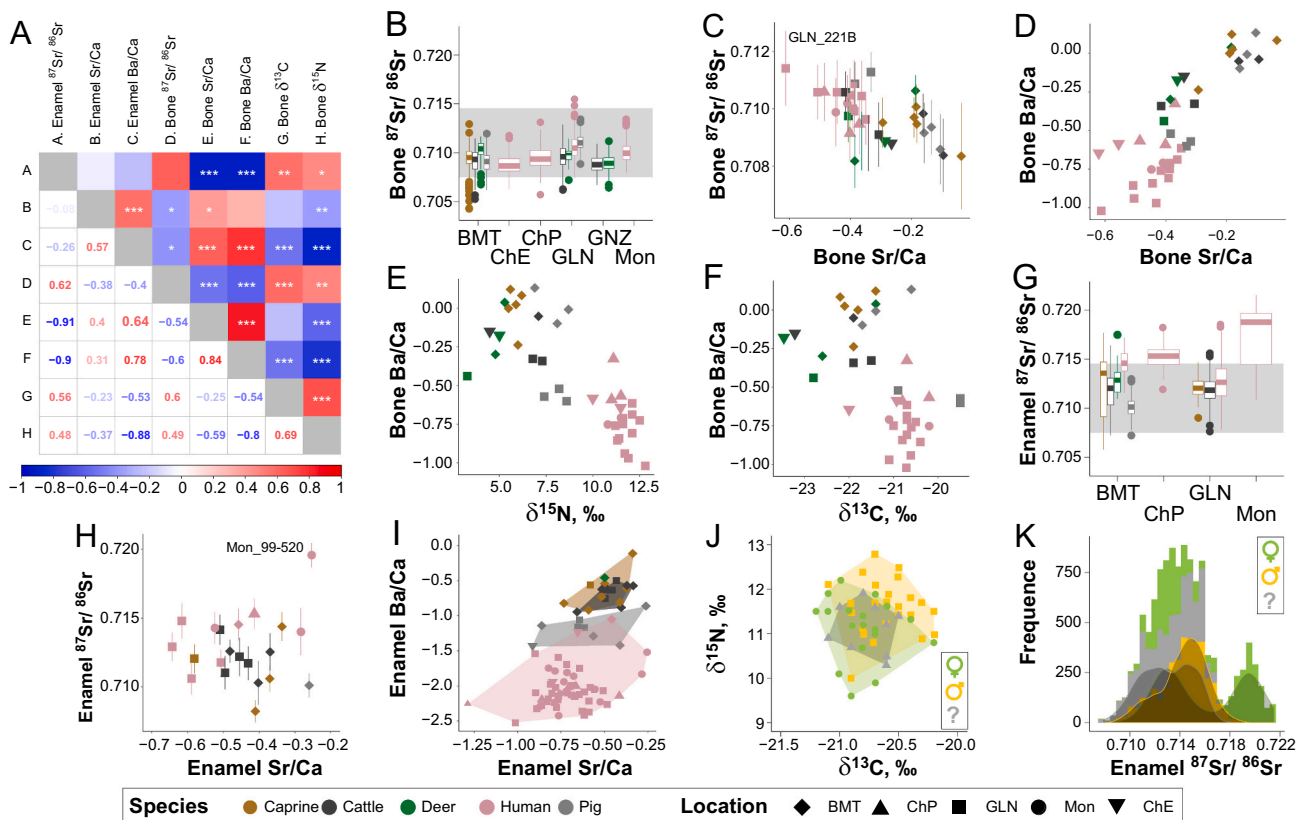 A
A. Enamel 87Sr/ 86Sr
B. Enamel Sr/Ca
C. Enamel Ba/Ca
D. Bone 87Sr/ 86Sr
E. Bone Sr/Ca
F. Bone Ba/Ca
G. Bone δ13C
H. Bone δ15N
A *** *** ** *
B −0.08 *** * * **
C −0.26 0.57 * *** *** *** ***
D 0.62 −0.38 −0.4 *** *** *** **
E −0.91 0.4 0.64 −0.54 *** ***
F −0.9 0.31 0.78 −0.6 0.84 *** ***
G 0.56 −0.23 −0.53 0.6 −0.25 −0.54 ***
H 0.48 −0.37 −0.88 0.49 −0.59 −0.8 0.69
−1 −0.8 −0.6 −0.4 −0.2 0 0.2 0.4 0.6 0.8 1
B
Bone 87Sr/ 86Sr
0.720
0.715
0.710
0.705
BMT ChP GNZ
ChE GLN Mon
C
GLN_221B
Bone 87Sr/ 86Sr
0.712
0.710
0.708
−0.6 −0.5 −0.4 −0.3 −0.2 −0.1
Bone Sr/Ca
D
Bone Ba/Ca
0.00
−0.25
−0.50
−0.75
−1.00
−0.6 −0.4 −0.2
Bone Sr/Ca
E
Bone Ba/Ca
0.00
−0.25
−0.50
−0.75
−1.00
5.0 7.5 10.0 12.5
δ15N, ‰
F
Bone Ba/Ca
0.00
−0.25
−0.50
−0.75
−1.00
−23 −22 −21 −20
δ13C, ‰
G
Enamel 87Sr/ 86Sr
0.720
0.715
0.710
0.705
BMT GLN
ChP Mon
H
Mon_99-520
Enamel 87Sr/ 86Sr
0.720
0.715
0.710
−0.7 −0.6 −0.5 −0.4 −0.3 −0.2
Enamel Sr/Ca
I
Enamel Ba/Ca
0.0
−0.5
−1.0
−1.5
−2.0
−2.5
−1.25 −1.00 −0.75 −0.50 −0.25
Enamel Sr/Ca
J
δ15N, ‰
13
12
11
10
9
♀
♂
?
−21.5 −21.0 −20.5 −20.0
δ13C, ‰
K
Frequency
750
500
250
0
♀
♂
?
0.710 0.714 0.718 0.722
Enamel 87Sr/ 86Sr
Species Caprine Cattle Deer Human Pig Location BMT ChP GLN Mon ChE